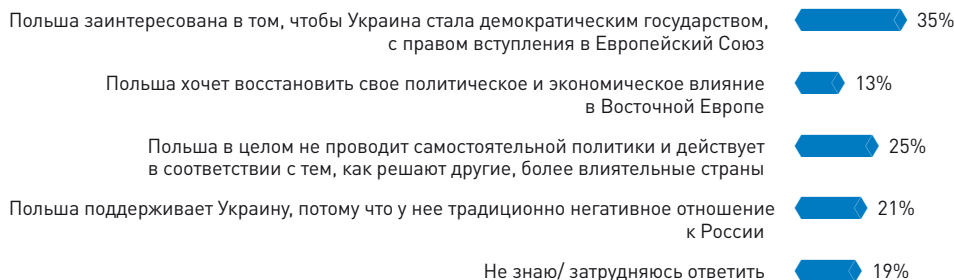 Польша заинтересована в том, чтобы Украина стала демократическим государством,
с правом вступления в Европейский Союз
35%
Польша хочет восстановить свое политическое и экономическое влияние
в Восточной Европе
13%
Польша в целом не проводит самостоятельной политики и действует
в соответствии с тем, как решают другие, более влиятельные страны
25%
Польша поддерживает Украину, потому что у нее традиционно негативное отношение
к России
21%
Не знаю/ затрудняюсь ответить
19%